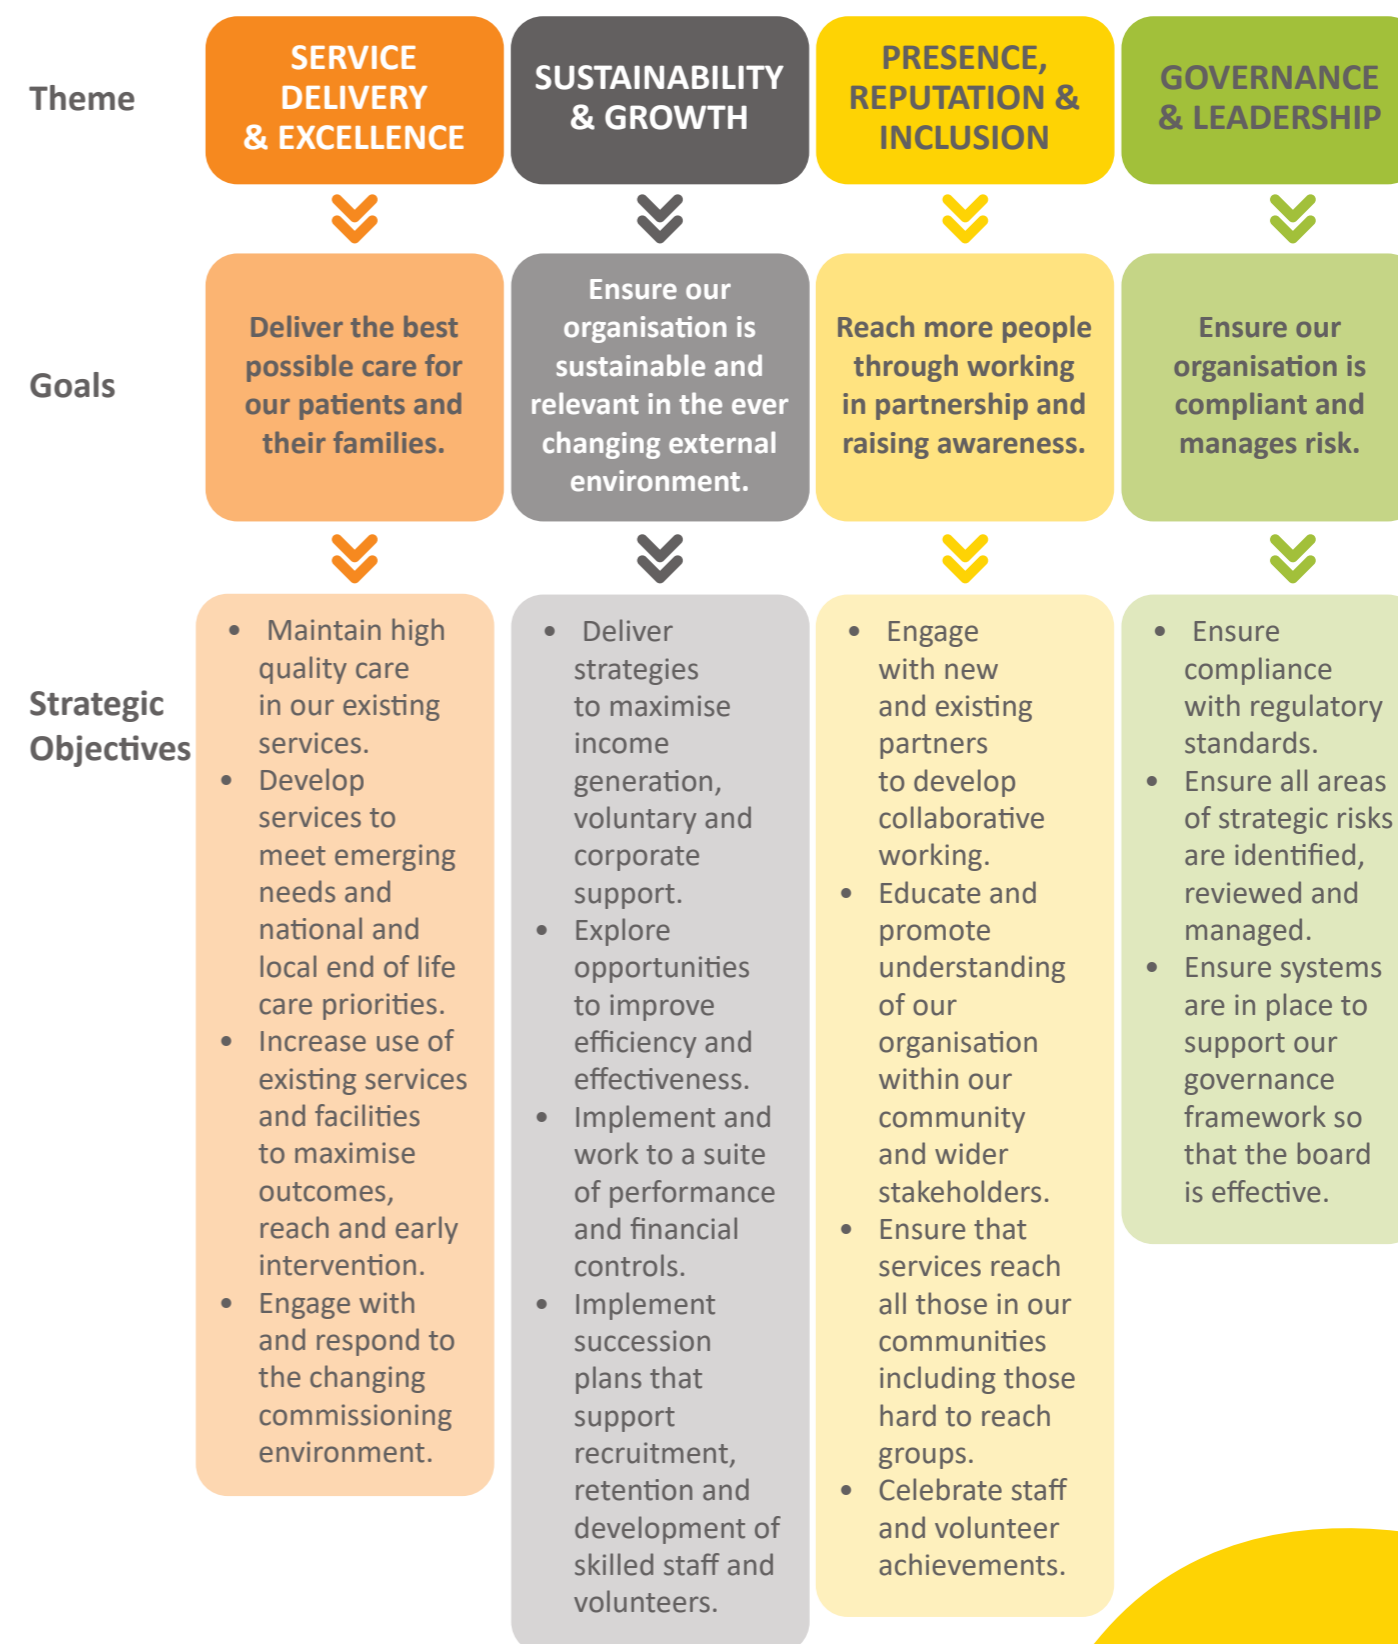 Theme
SERVICE
DELIVERY
& EXCELLENCE
SUSTAINABILITY
& GROWTH
PRESENCE,
REPUTATION &
INCLUSION
GOVERNANCE
& LEADERSHIP
Goals
Deliver the best
possible care for
our patients and
their families.
Ensure our
organisation is
sustainable and
relevant in the ever
changing external
environment.
Reach more people
through working
in partnership and
raising awareness.
Ensure our
organisation is
compliant and
manages risk.
Strategic
Objectives
• Maintain high
quality care
in our existing
services.
• Develop
services to
meet emerging
needs and
national and
local end of life
care priorities.
• Increase use of
existing services
and facilities
to maximise
outcomes,
reach and early
intervention.
• Engage with
and respond to
the changing
commissioning
environment.
• Deliver
strategies
to maximise
income
generation,
voluntary and
corporate
support.
• Explore
opportunities
to improve
efficiency and
effectiveness.
• Implement and
work to a suite
of performance
and financial
controls.
• Implement
succession
plans that
support
recruitment,
retention and
development of
skilled staff and
volunteers.
• Engage
with new
and existing
partners
to develop
collaborative
working.
• Educate and
promote
understanding
of our
organisation
within our
community
and wider
stakeholders.
• Ensure that
services reach
all those in our
communities
including those
hard to reach
groups.
• Celebrate staff
and volunteer
achievements.
• Ensure
compliance
with regulatory
standards.
• Ensure all areas
of strategic risks
are identified,
reviewed and
managed.
• Ensure systems
are in place to
support our
governance
framework so
that the board
is effective.